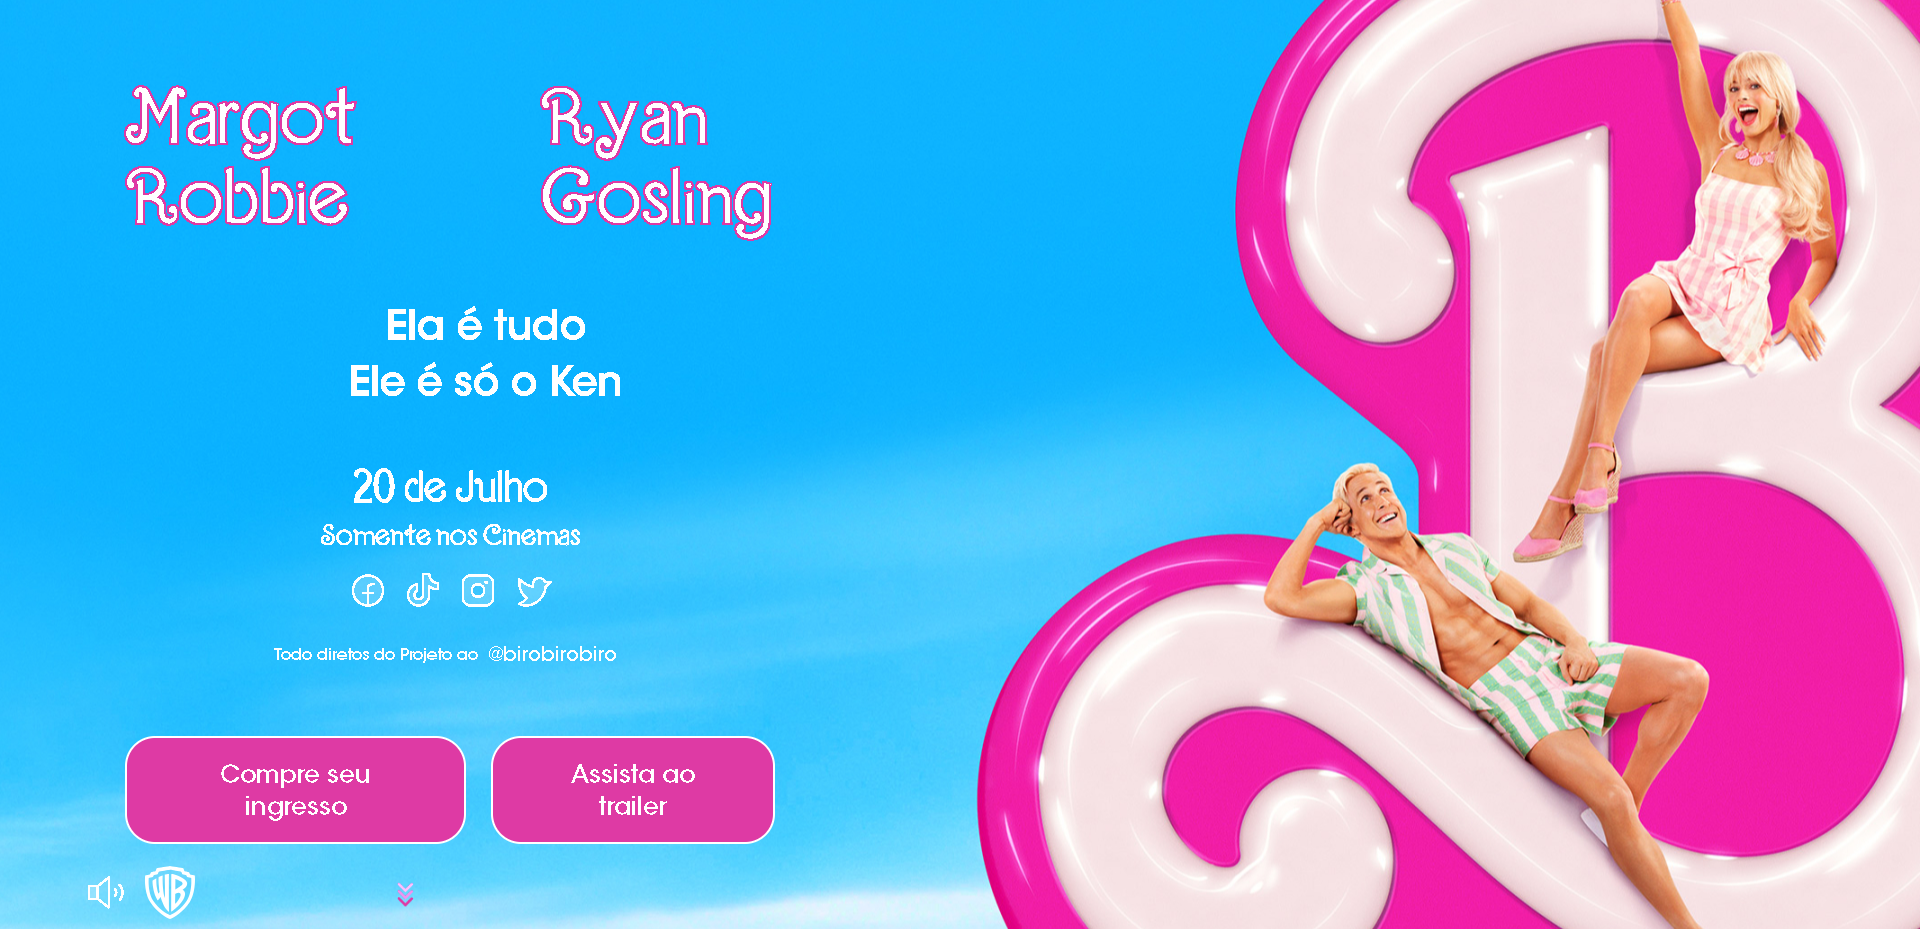 Margot
Robbie
Ryan
Gosling
Ela é tudo
Ele é só o Ken
20 de Julho
Somente nos Cinemas
Todo diretos do Projeto ao @birobirobiro
Compre seu
ingresso
Assista ao
trailer
WB
B